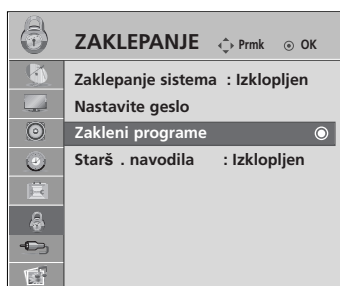 ZAKLEPANJE Prmk OK
Zaklepanje sistema : Izklopljen
Nastavite geslo
Zakleni programe
Starš . navodila : Izklopljen